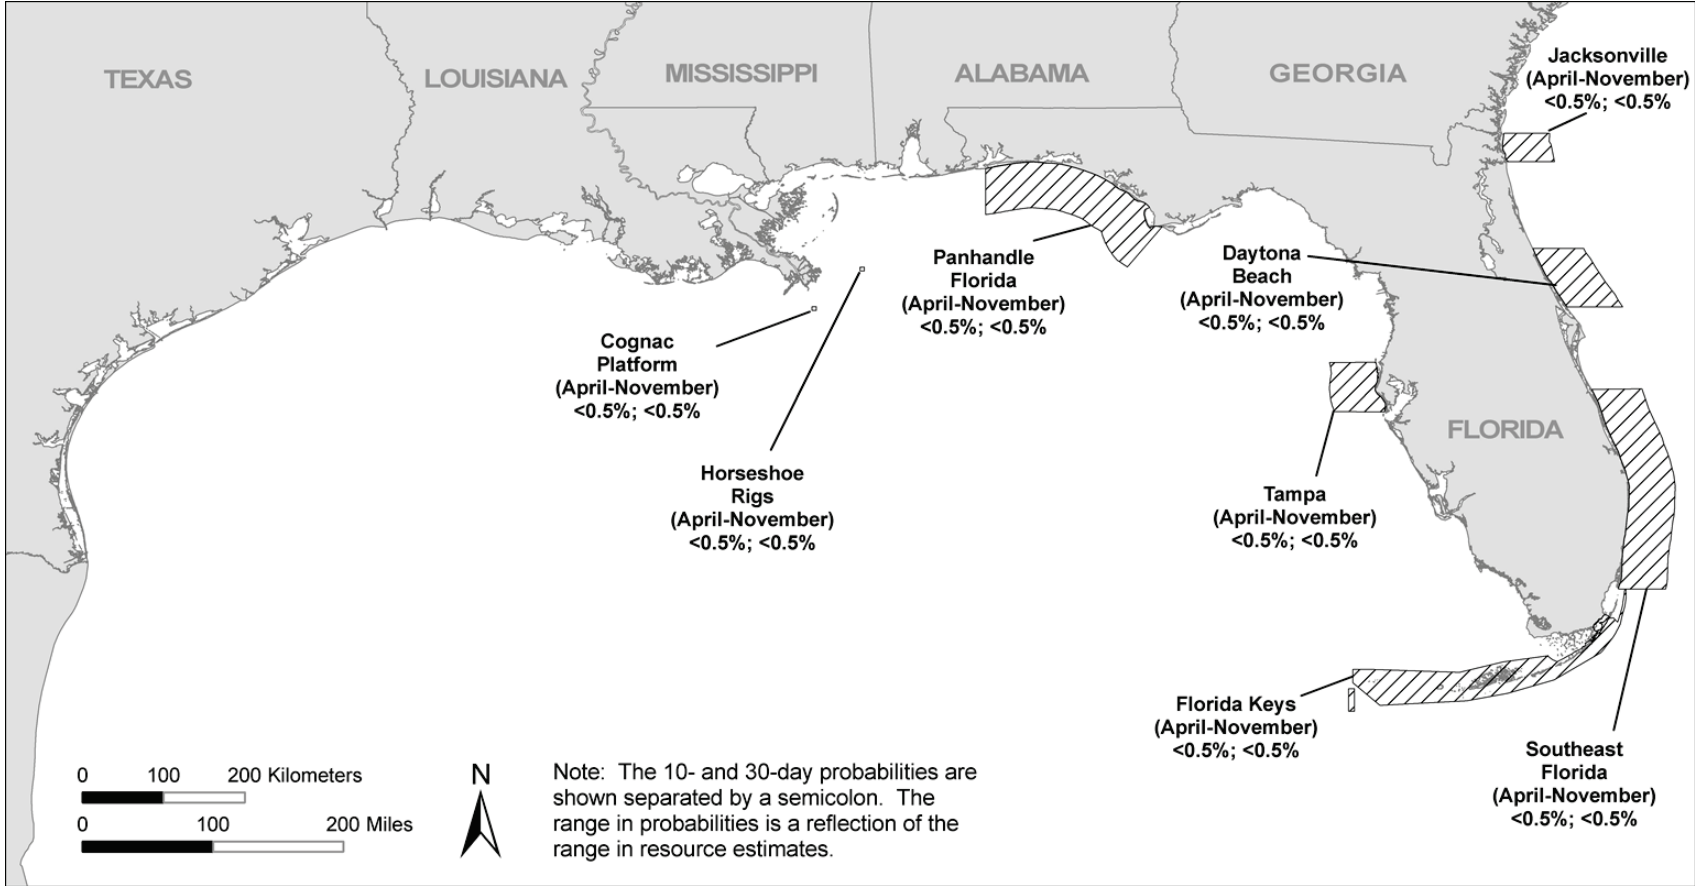 TEXAS
LOUISIANA
MISSISSIPPI
ALABAMA
GEORGIA
Jacksonville
(April-November)
<0.5%; <0.5%
Panhandle
Florida
(April-November)
<0.5%; <0.5%
Daytona
Beach
(April-November)
<0.5%; <0.5%
Cognac
Platform
(April-November)
<0.5%; <0.5%
Horseshoe
Rigs
(April-November)
<0.5%; <0.5%
FLORIDA
Tampa
(April-November)
<0.5%; <0.5%
Florida Keys
(April-November)
<0.5%; <0.5%
Southeast
Florida
(April-November)
<0.5%; <0.5%
0 100 200 Kilometers
0 100 200 Miles
N
Note: The 10- and 30-day probabilities are
shown separated by a semicolon. The
range in probabilities is a reflection of the
range in resource estimates.